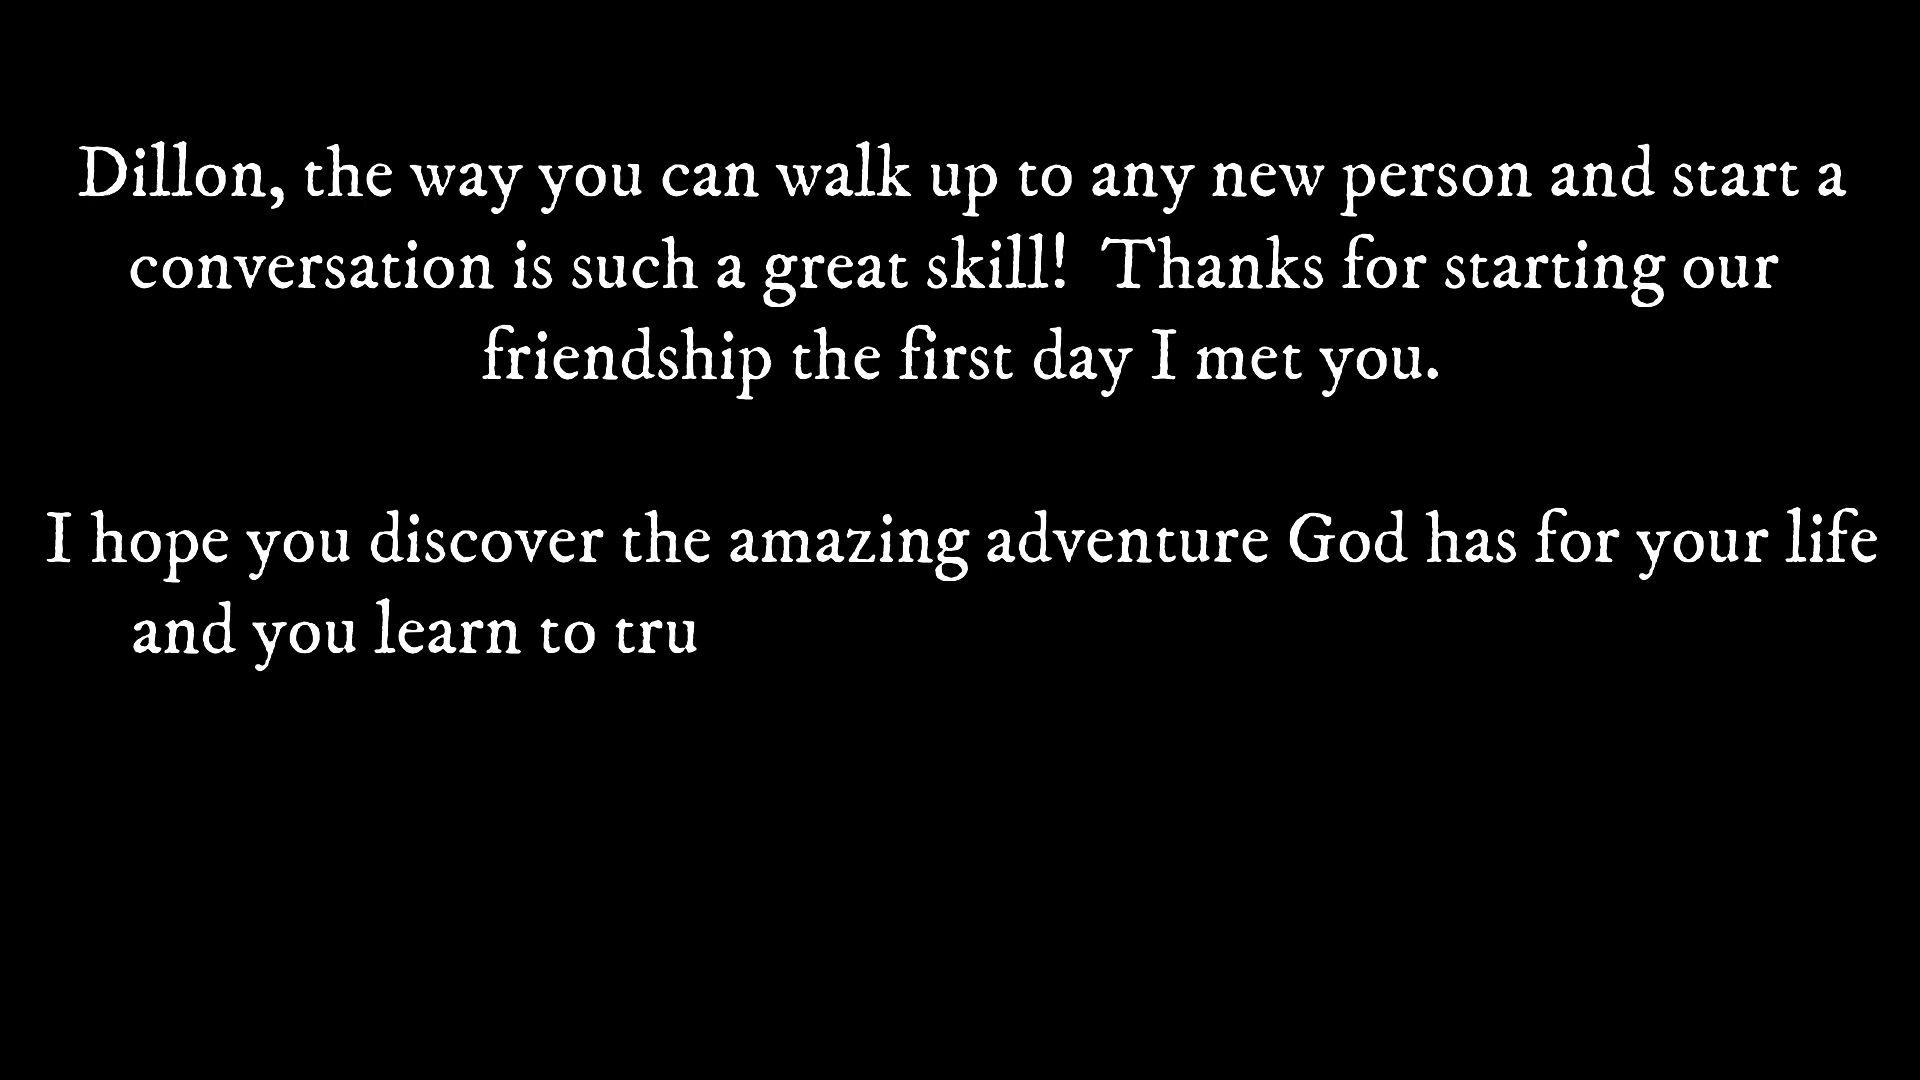 Dillon, the way you can walk up to any new person and start a
conversation is such a great skill!  Thanks for starting our
friendship the first day I met you.
I hope you discover the amazing adventure God has for your life
and you learn to tru